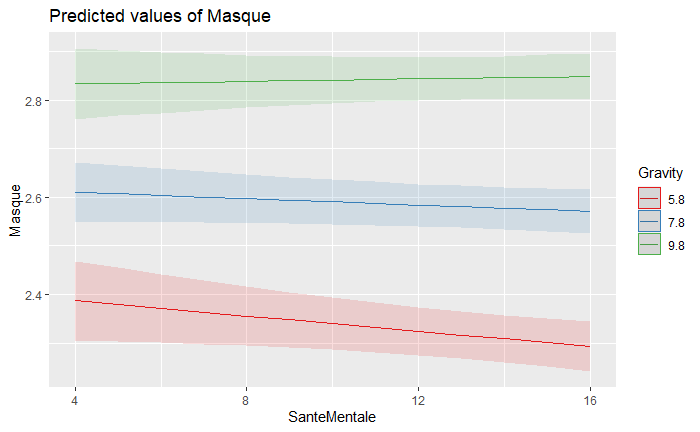 Predicted values of Masque
Masque
2.8
2.6
2.4
4
8
12
16
SanteMentale
Gravity
5.8
7.8
9.8